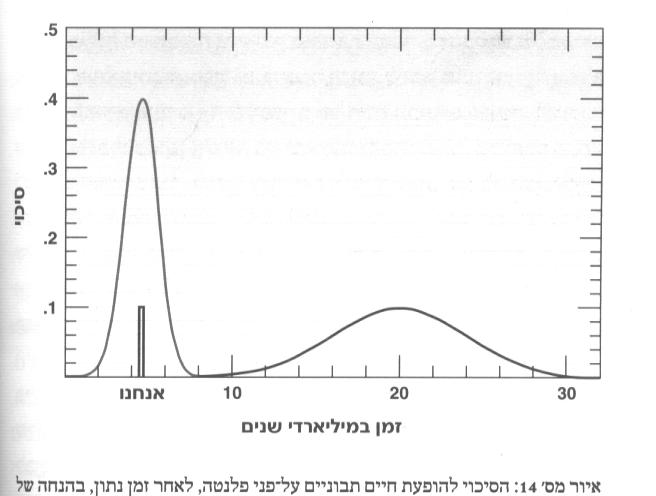 .5
.4
.3
.2
.1
סיכוי
אנחנו
10
20
30
זמן במיליארדי שנים
איור מס׳ 14: הסיכוי להופעת חיים תבוניים על־פני פלנטה, לאחר זמן נתון, בהנחה של